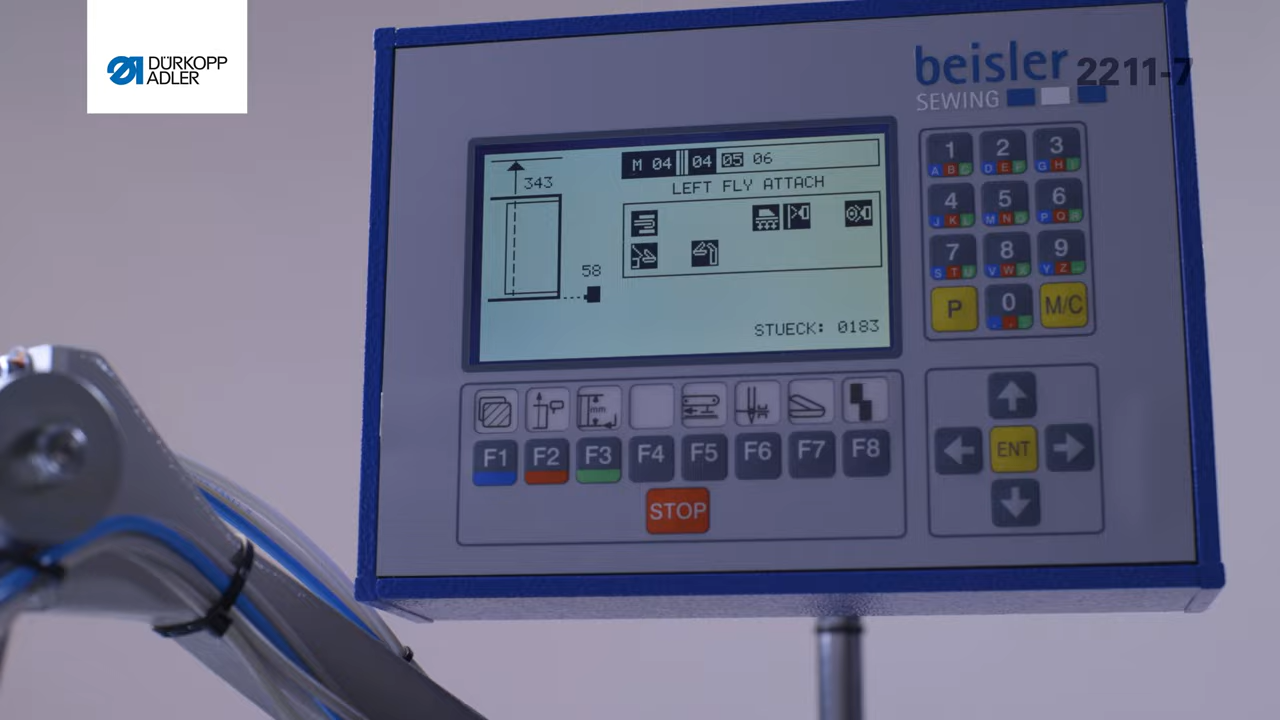 DÜRKOPP
ADLER
beisler 2211-7
SEWING
343
M 04 04 05 06
LEFT FLY ATTACH
58
STUECK: 0183
1 2 3
A B C D E F G H I
4 5 6
J K L M N O P Q R
7 8 9
S T U V W X Y Z
P 0 M/C
mm
F1 F2 F3 F4 F5 F6 F7 F8
STOP
ENT